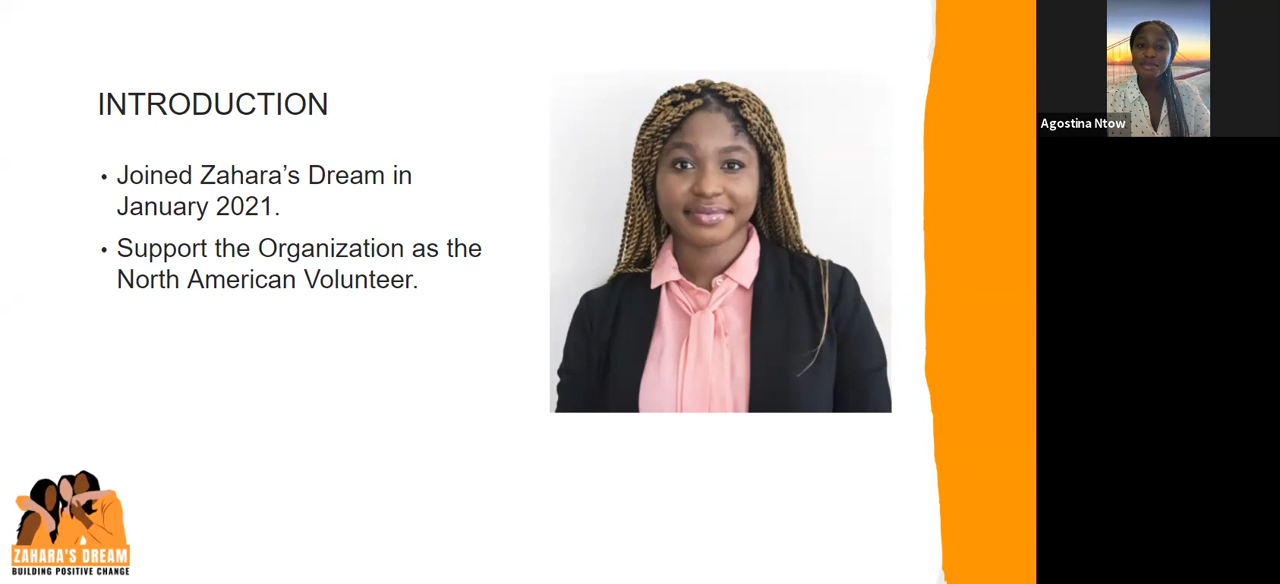 INTRODUCTION
• Joined Zahara’s Dream in
January 2021.
• Support the Organization as the
North American Volunteer.
Agostina Ntow
ZAHARA'S DREAM
BUILDING POSITIVE CHANGE